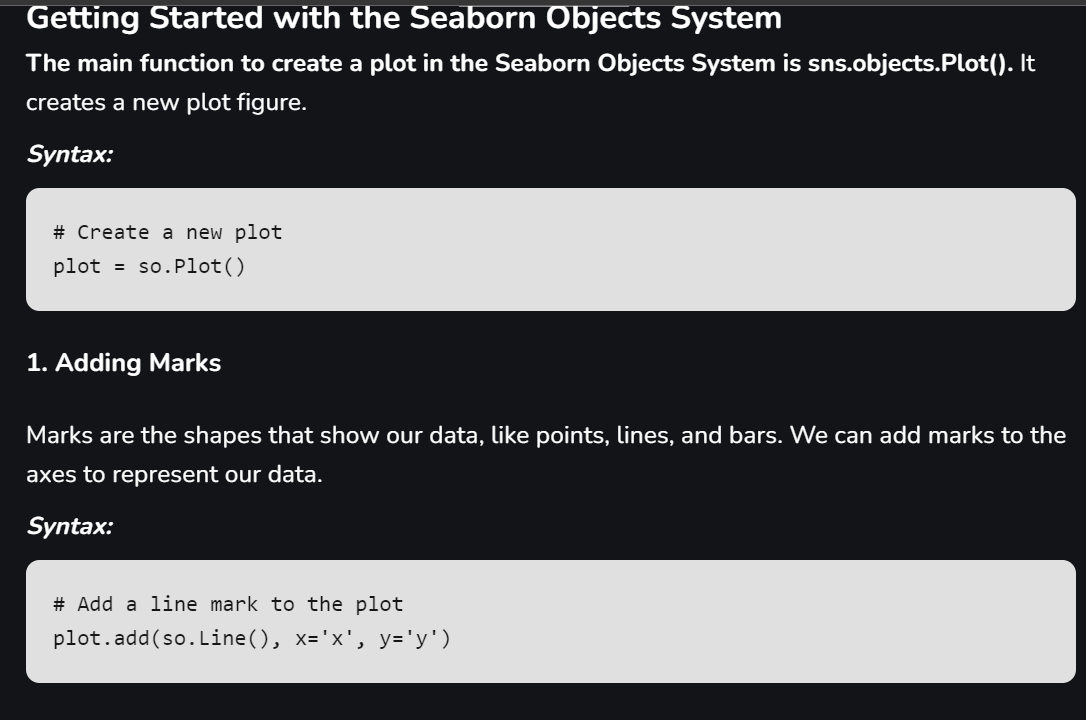 Getting Started with the Seaborn Objects System
The main function to create a plot in the Seaborn Objects System is sns.objects.Plot(). It
creates a new plot figure.
Syntax:
# Create a new plot
plot = so.Plot()
1. Adding Marks
Marks are the shapes that show our data, like points, lines, and bars. We can add marks to the
axes to represent our data.
Syntax:
# Add a line mark to the plot
plot.add(so.Line(), x='x', y='y')